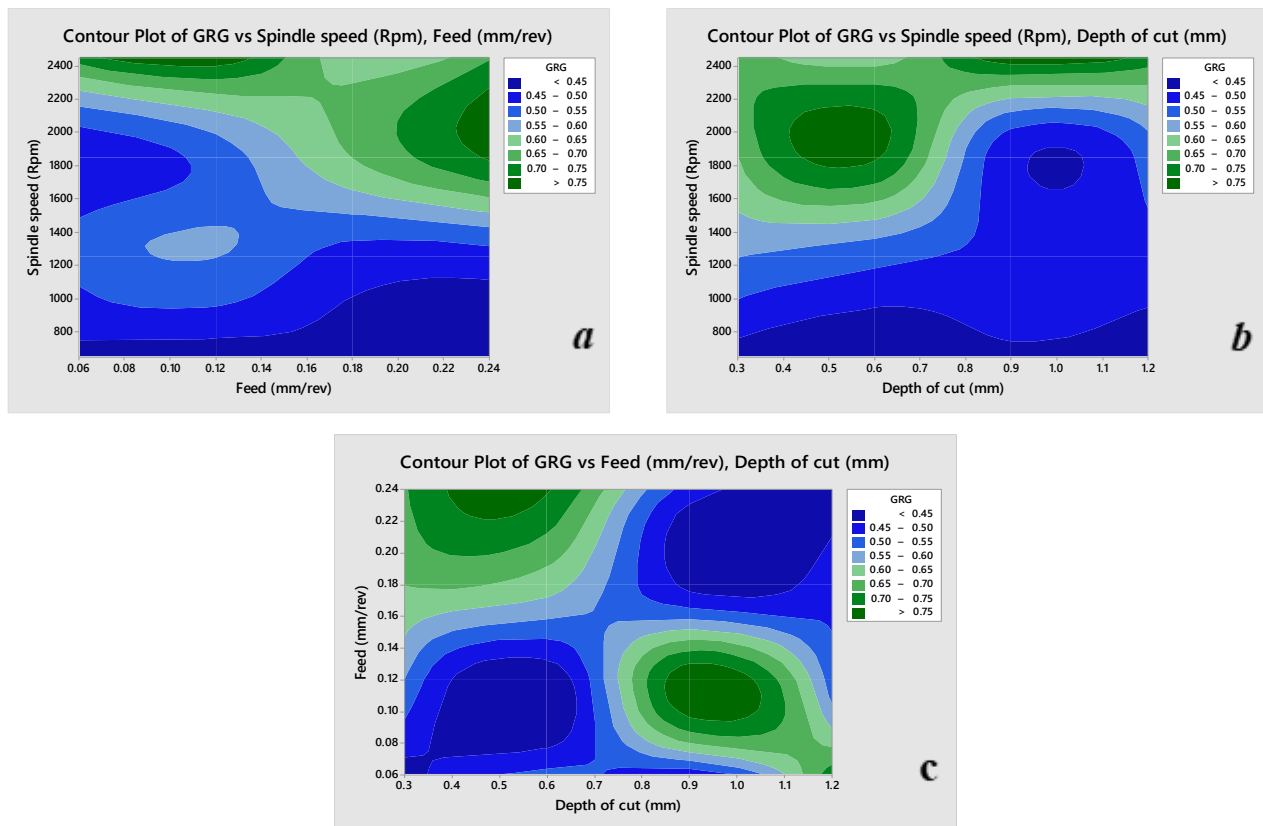 Contour Plot of GRG vs Spindle speed (Rpm), Feed (mm/rev)
GRG
< 0.45
0.45 – 0.50
0.50 – 0.55
0.55 – 0.60
0.60 – 0.65
0.65 – 0.70
0.70 – 0.75
> 0.75
Spindle speed (Rpm)
2400
2200
2000
1800
1600
1400
1200
1000
800
0.06 0.08 0.10 0.12 0.14 0.16 0.18 0.20 0.22 0.24
Feed (mm/rev)
a
Contour Plot of GRG vs Spindle speed (Rpm), Depth of cut (mm)
GRG
< 0.45
0.45 – 0.50
0.50 – 0.55
0.55 – 0.60
0.60 – 0.65
0.65 – 0.70
0.70 – 0.75
> 0.75
Spindle speed (Rpm)
2400
2200
2000
1800
1600
1400
1200
1000
800
0.3 0.4 0.5 0.6 0.7 0.8 0.9 1.0 1.1 1.2
Depth of cut (mm)
b
Contour Plot of GRG vs Feed (mm/rev), Depth of cut (mm)
GRG
< 0.45
0.45 – 0.50
0.50 – 0.55
0.55 – 0.60
0.60 – 0.65
0.65 – 0.70
0.70 – 0.75
> 0.75
Feed (mm/rev)
0.24
0.22
0.20
0.18
0.16
0.14
0.12
0.10
0.08
0.06
0.3 0.4 0.5 0.6 0.7 0.8 0.9 1.0 1.1 1.2
Depth of cut (mm)
c